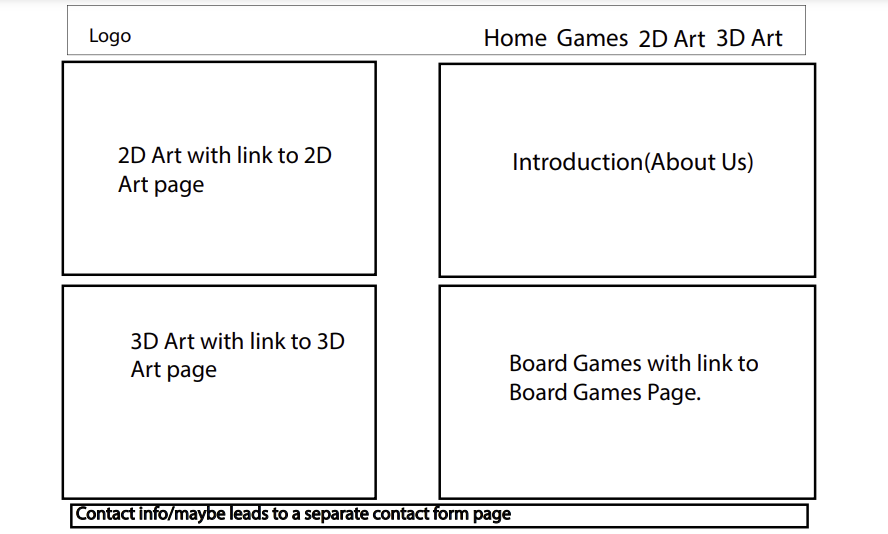 Logo
Home Games 2D Art 3D Art
2D Art with link to 2D
Art page
Introduction(About Us)
3D Art with link to 3D
Art page
Board Games with link to
Board Games Page.
Contact info/maybe leads to a separate contact form page